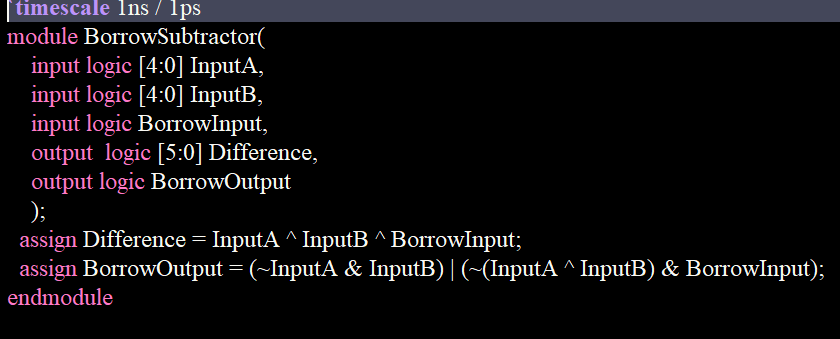 `timescale 1ns / 1ps
module BorrowSubtractor(
input logic [4:0] InputA,
input logic [4:0] InputB,
input logic BorrowInput,
output  logic [5:0] Difference,
output logic BorrowOutput
);
assign Difference = InputA ^ InputB ^ BorrowInput;
assign BorrowOutput = (~InputA & InputB) | (~(InputA ^ InputB) & BorrowInput);
endmodule